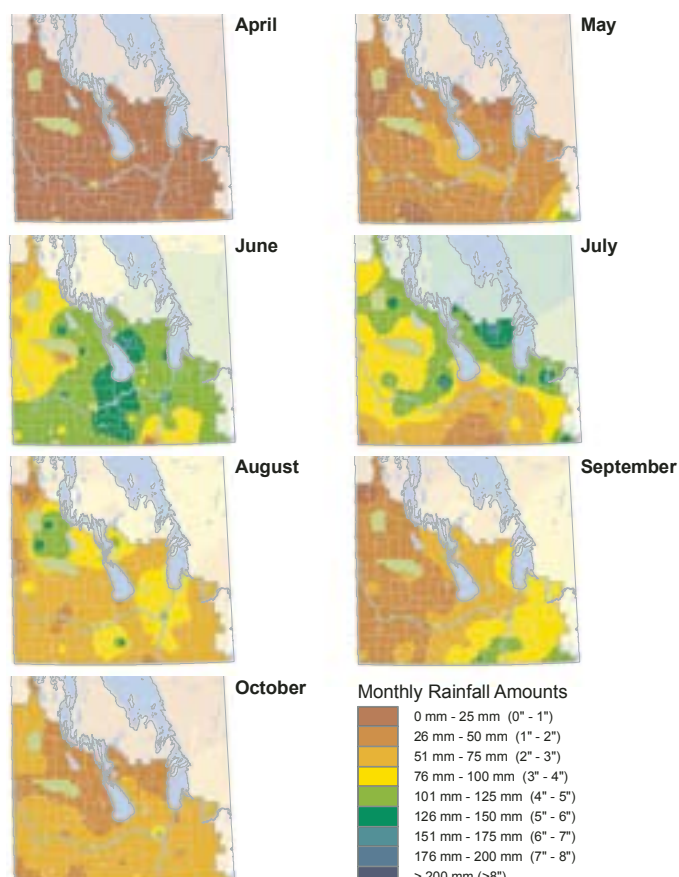 April
May
June
July
August
September
October
Monthly Rainfall Amounts
0 mm - 25 mm (0" - 1")
26 mm - 50 mm (1" - 2")
51 mm - 75 mm (2" - 3")
76 mm - 100 mm (3" - 4")
101 mm - 125 mm (4" - 5")
126 mm - 150 mm (5" - 6")
151 mm - 175 mm (6" - 7")
176 mm - 200 mm (7" - 8")
> 200 mm (>8")